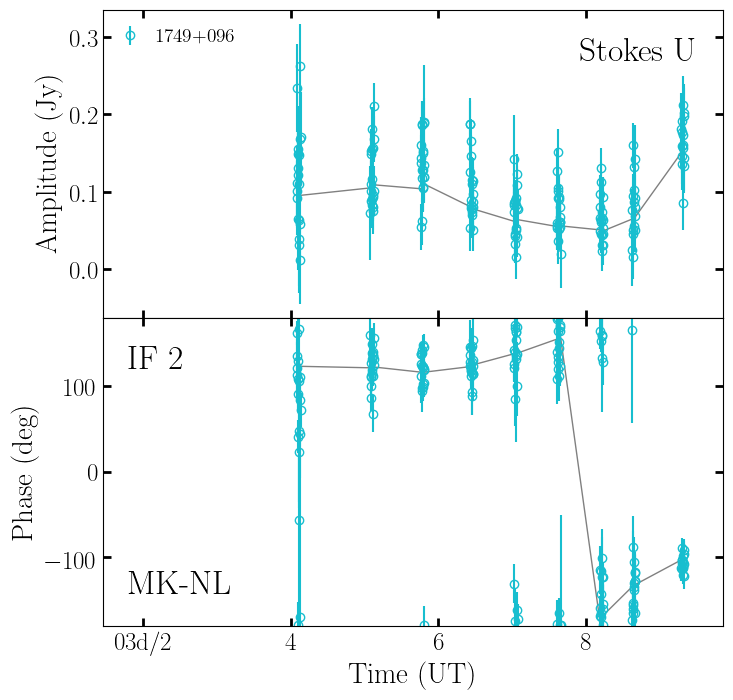 1749+096
Stokes U
0.3
0.2
0.1
0.0
Amplitude (Jy)
IF 2
100
0
−100
Phase (deg)
MK-NL
03d/2 4 6 8
Time (UT)